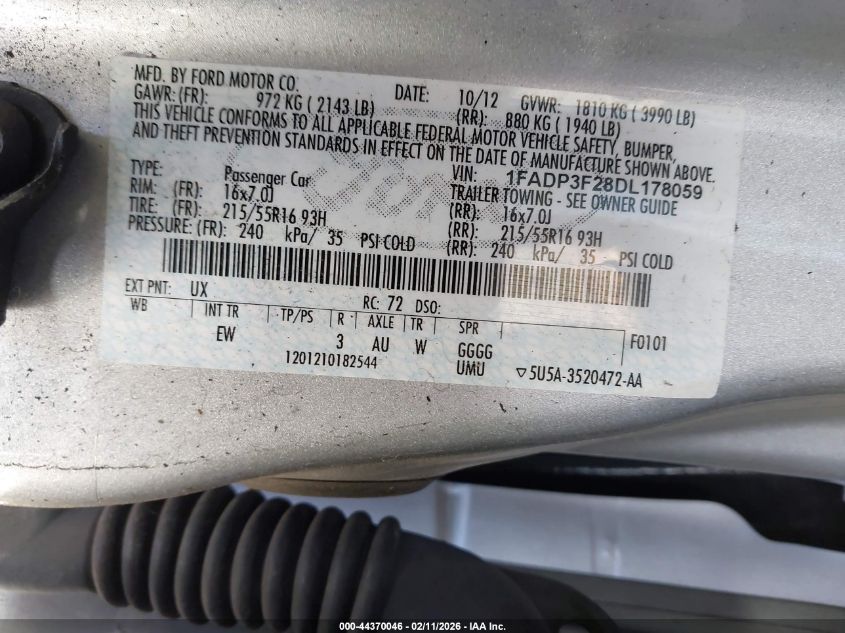 MFD. BY FORD MOTOR CO. DATE: 10/12 GVWR: 1810 KG ( 3990 LB)
GAWR:(FR): 972 KG ( 2143 LB) (RR): 880 KG ( 1940 LB)
THIS VEHICLE CONFORMS TO ALL APPLICABLE FEDERAL MOTOR VEHICLE SAFETY, BUMPER,
AND THEFT PREVENTION STANDARDS IN EFFECT ON THE DATE OF MANUFACTURE SHOWN ABOVE.
VIN: 1FADP3F28DL178059
TYPE: Passenger Car TRAILER TOWING - SEE OWNER GUIDE
RIM: (FR): 16x7.0J (RR): 16x7.0J
TIRE: (FR): 215/55R16 93H (RR): 215/55R16 93H
PRESSURE: (FR): 240 kPa/ 35 PSI COLD (RR): 240 kPa/ 35 PSI COLD
EXT PNT: UX RC: 72 DSO:
WB INT TR TP/PS R AXLE TR SPR F0101
EW 3 AU W GGGG
1201210182544 UMU ▽5U5A-3520472-AA
000-44370046 - 02/11/2026 - IAA Inc.